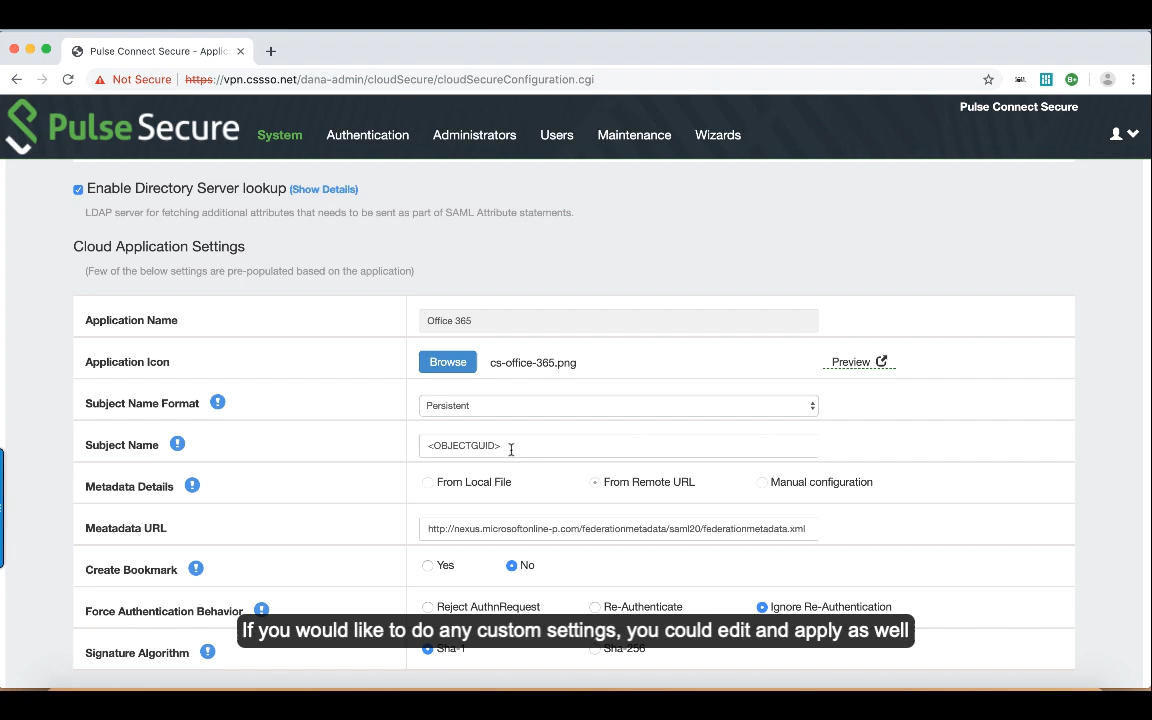 Pulse Connect Secure - Applic
Not Secure | https://vpn.cssso.net/dana-admin/cloudSecure/cloudSecureConfiguration.cgi
Pulse Connect Secure
Pulse Secure
System
Authentication
Administrators
Users
Maintenance
Wizards
Enable Directory Server lookup (Show Details)
LDAP server for fetching additional attributes that needs to be sent as part of SAML Attribute statements.
Cloud Application Settings
(Few of the below settings are pre-populated based on the application)
Application Name
Office 365
Application Icon
Browse
cs-office-365.png
Preview
Subject Name Format
Persistent
Subject Name
<OBJECTGUID>
Metadata Details
From Local File
From Remote URL
Manual configuration
Meatadata URL
http://nexus.microsoftonline-p.com/federationmetadata/saml20/federationmetadata.xml
Create Bookmark
Yes
No
Force Authentication Behavior
Reject AuthnRequest
Re-Authenticate
Ignore Re-Authentication
If you would like to do any custom settings, you could edit and apply as well
Signature Algorithm
Sha-1
Sha-256